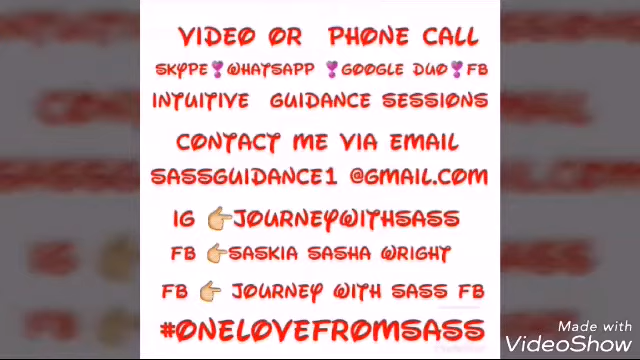 VIDEO OR PHONE CALL
SKYPE❣WHATSAPP ❣GOOGLE DUO❣FB
INTUITIVE GUIDANCE SESSIONS
CONTACT ME VIA EMAIL
SASSGUIDANCE1 @GMAIL.COM
IG 👉JOURNEYWITHSASS
FB 👉SASKIA SASHA WRIGHT
FB 👉 JOURNEY WITH SASS FB
#ONELOVEFROMSASS
Made with
VideoShow